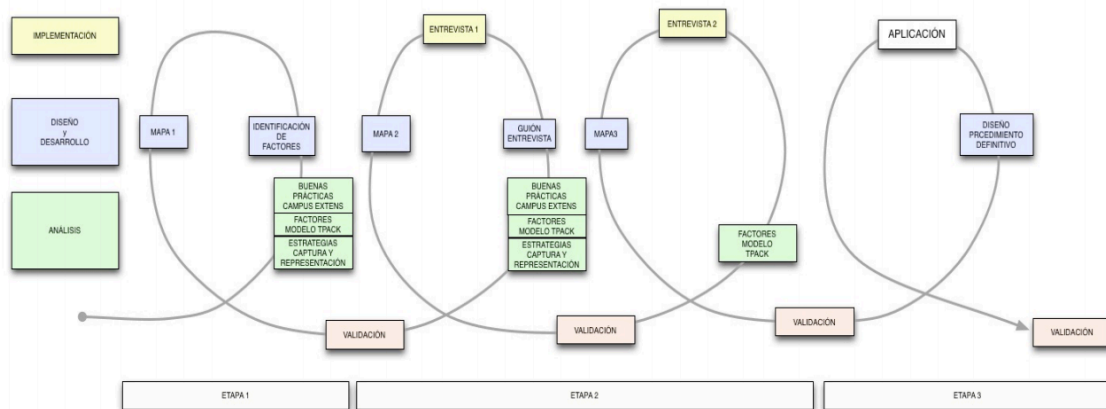 IMPLEMENTACIÓN
DISEÑO
y
DESARROLLO
ANÁLISIS
MAPA 1
IDENTIFICACIÓN
DE
FACTORES
BUENAS
PRÁCTICAS
CAMPUS EXTENS
FACTORES
MODELO TPACK
ESTRATEGIAS
CAPTURA Y
REPRESENTACIÓN
VALIDACIÓN
ENTREVISTA 1
MAPA 2
GUIÓN
ENTREVISTA
BUENAS
PRÁCTICAS
CAMPUS EXTENS
FACTORES
MODELO TPACK
ESTRATEGIAS
CAPTURA Y
REPRESENTACIÓN
VALIDACIÓN
ENTREVISTA 2
MAPA3
FACTORES
MODELO
TPACK
VALIDACIÓN
APLICACIÓN
DISEÑO
PRCEDIMIENTO
DEFINITIVO
VALIDACIÓN
ETAPA 1
ETAPA 2
ETAPA 3